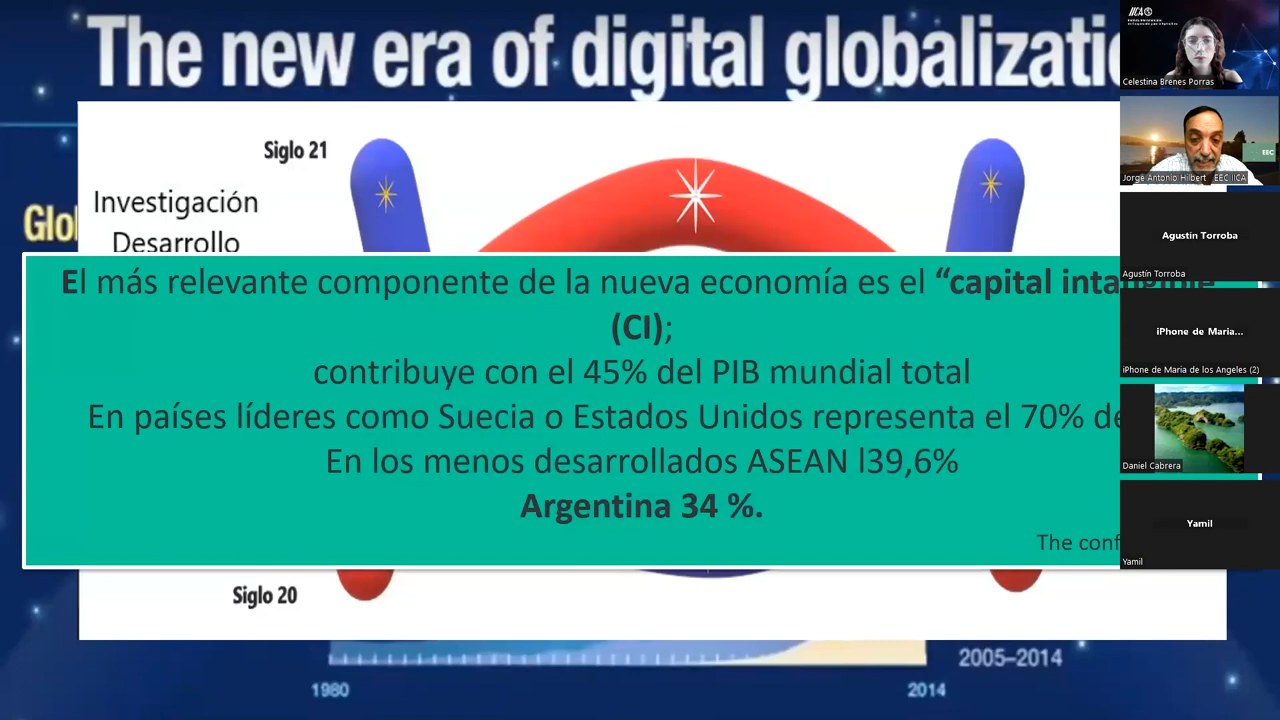 The new era of digital
Siglo 21
Investigación
Desarrollo
El más relevante componente de la nueva economía es el “capital intangible
(CI);
contribuye con el 45% del PIB mundial total
En países líderes como Suecia o Estados Unidos representa el 70%
En los menos desarrollados ASEAN l39,6%
Argentina 34 %.
The
Siglo 20
2005–2014
1980
2014
IICA
Celestina Brenes Porras
EEC
Jorge Antonio Hilbert EEC IICA
Agustín Torroba
Agustín Torroba
iPhone de Maria...
iPhone de Maria de los Angeles (2)
Daniel Cabrera
Yamil
Yamil